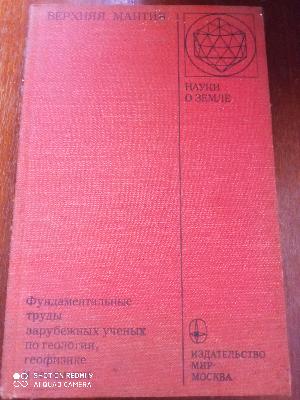 ВЕРХНЯЯ МАНТИЯ
НАУКИ
О ЗЕМЛЕ
Фундаментальные
труды
зарубежных ученых
по геологии,
геофизике
ИЗДАТЕЛЬСТВО
МИР
МОСКВА
SHOT ON REDMI Y
AI QUAD CAMERA